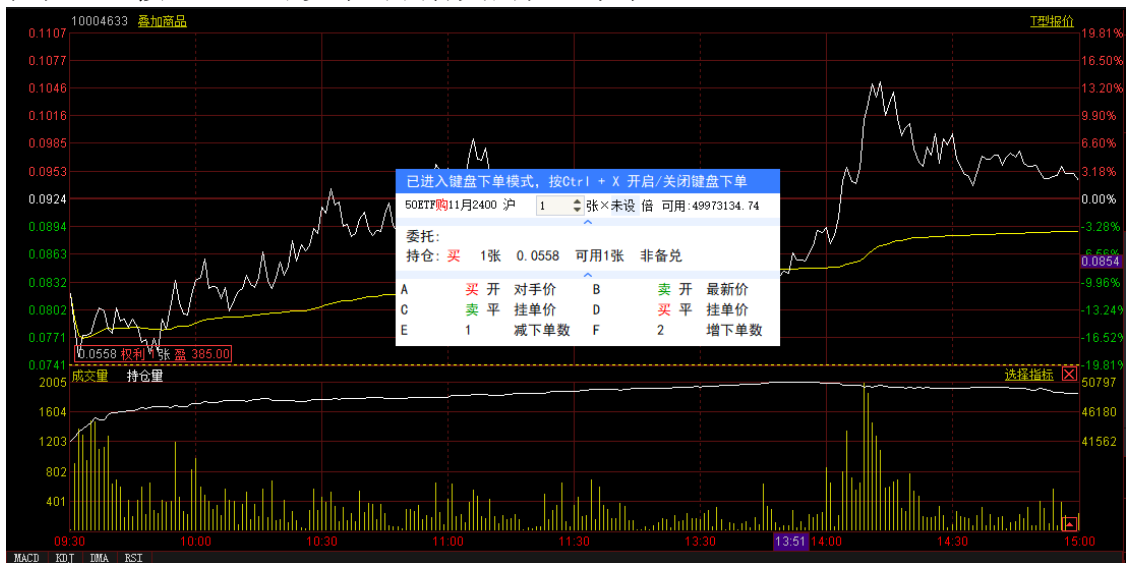 10004633 叠加商品 T型报价
0.1107 19.81%
0.1077 16.50%
0.1046 13.20%
0.1016 9.90%
0.0985 6.60%
0.0953 3.18%
0.0924 0.00%
0.0894 -3.28%
0.0863
0.0854
0.0832 -9.96%
0.0802 -13.24%
0.0771 -16.52%
0.0741 -19.81%
已进入键盘下单模式，按Ctrl + X 开启/关闭键盘下单
50ETF购11月2400 沪 1 张×未设 倍 可用:49973134.74
委托:
持仓: 买 1张 0.0558 可用1张 非备兑
A 买 开 对手价 B 卖 开 最新价
C 卖 平 挂单价 D 买 平 挂单价
E 1 减下单数 F 2 增下单数
0.0558 权利 1张 盈 385.00
成交量 持仓量 选择指标
2005 50797
1604 46180
1203 41562
802
401
09:30 10:00 10:30 11:00 11:30 13:30 13:51 14:00 14:30 15:00
MACD KDJ DMA RSI